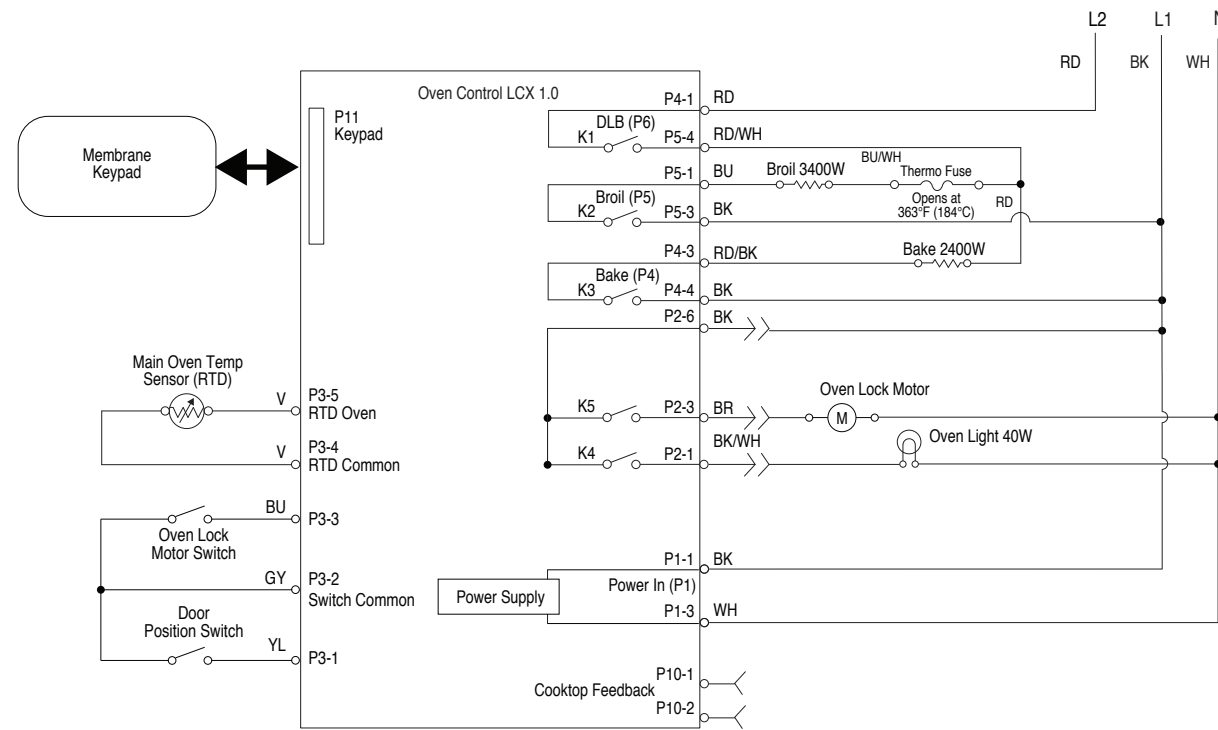 L2
L1
RD
BK
WH
Oven Control LCX 1.0
P11
Keypad
Membrane
Keypad
P4-1
RD
DLB (P6)
K1
P5-4
RD/WH
P5-1
BU
Broil 3400W
BU/WH
Thermo Fuse
Opens at
363°F (184°C)
RD
Broil (P5)
K2
P5-3
BK
P4-3
RD/BK
Bake 2400W
Bake (P4)
K3
P4-4
BK
P2-6
BK
Main Oven Temp
Sensor (RTD)
V
P3-5
RTD Oven
V
P3-4
RTD Common
K5
P2-3
BR
Oven Lock Motor
M
K4
P2-1
BK/WH
Oven Light 40W
BU
P3-3
Oven Lock
Motor Switch
GY
P3-2
Switch Common
Door
Position Switch
YL
P3-1
Power Supply
P1-1
BK
Power In (P1)
P1-3
WH
Cooktop Feedback
P10-1
P10-2